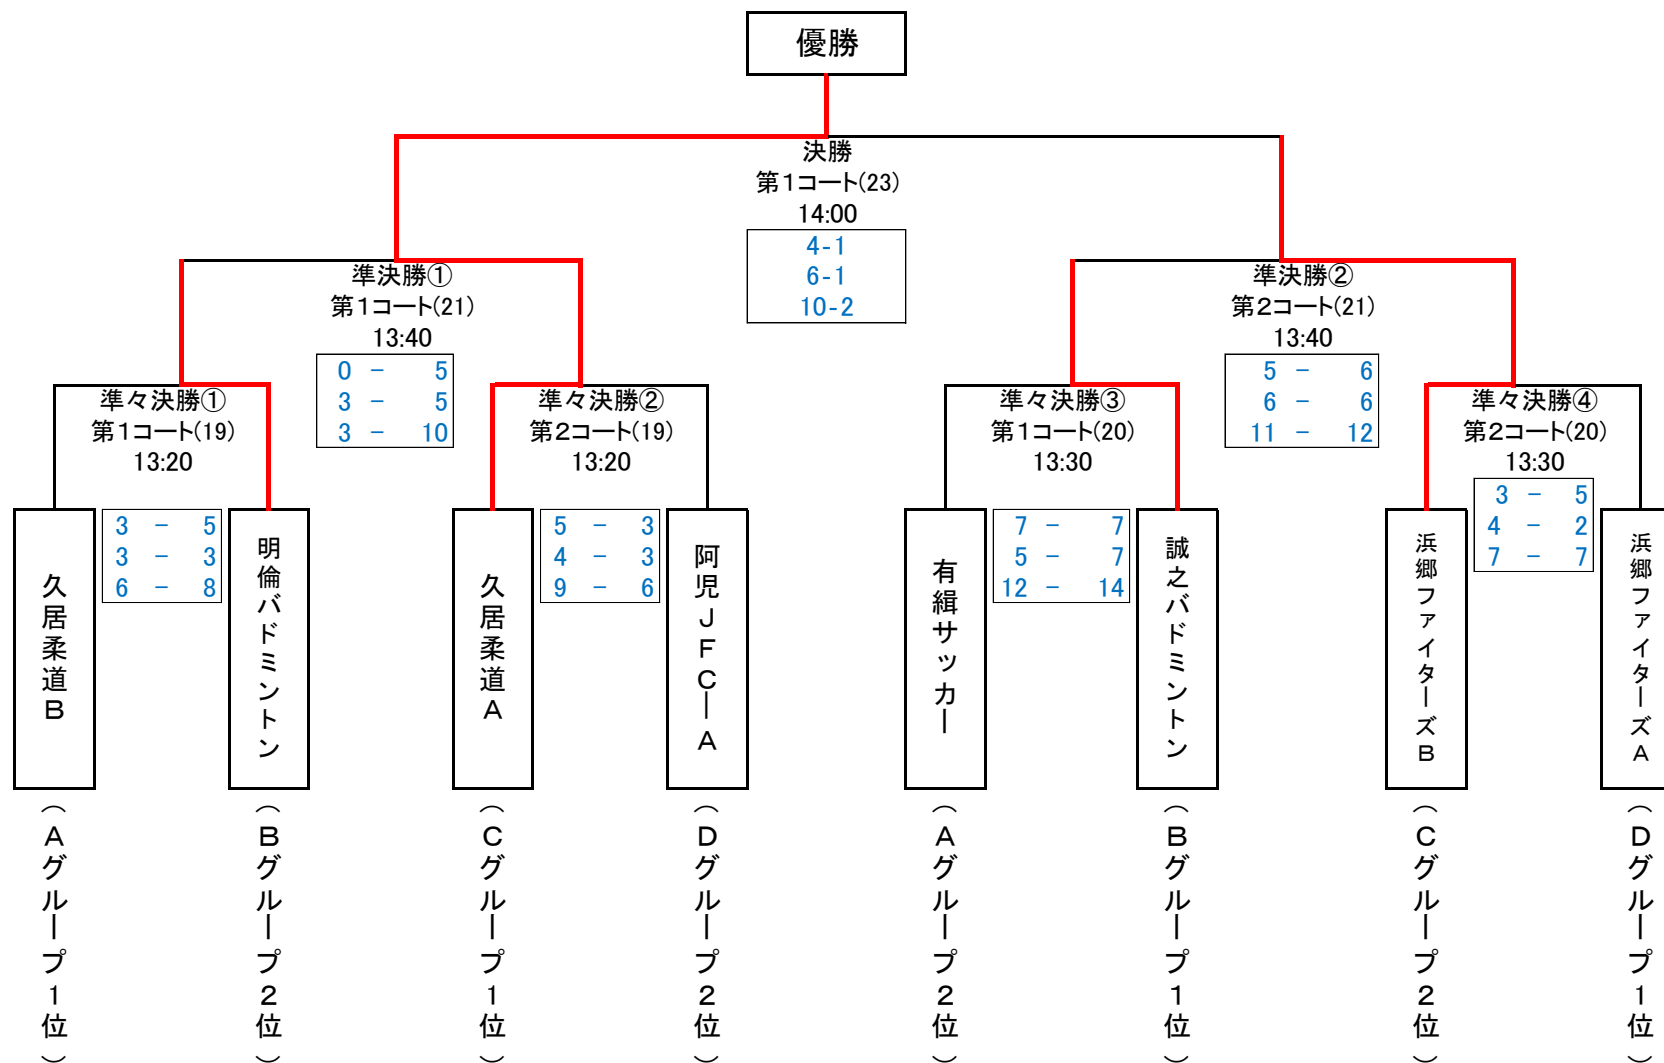 優勝
決勝
第1コート(23)
14:00
4-1
6-1
10-2
準決勝①
第1コート(21)
13:40
0 － 5
3 － 5
3 － 10
準決勝②
第2コート(21)
13:40
5 － 6
6 － 6
11 － 12
準々決勝①
第1コート(19)
13:20
3 － 5
3 － 3
6 － 8
準々決勝②
第2コート(19)
13:20
5 － 3
4 － 3
9 － 6
準々決勝③
第1コート(20)
13:30
7 － 7
5 － 7
12 － 14
準々決勝④
第2コート(20)
13:30
3 － 5
4 － 2
7 － 7
久居柔道B
明倫バドミントン
久居柔道A
阿児JFC―A
有緝サッカー
誠之バドミントン
浜郷ファイターズB
浜郷ファイターズA
（Aグループ1位）
（Bグループ2位）
（Cグループ1位）
（Dグループ2位）
（Aグループ2位）
（Bグループ1位）
（Cグループ2位）
（Dグループ1位）